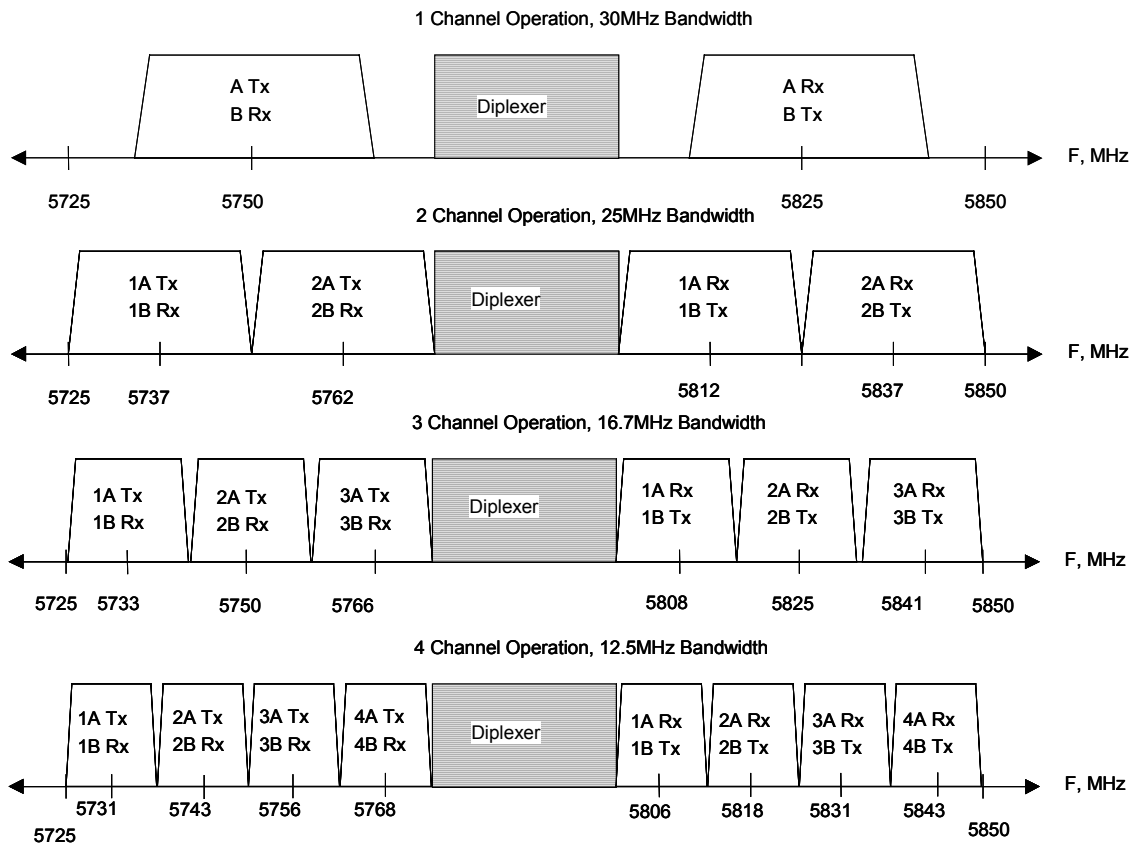 1 Channel Operation, 30MHz Bandwidth
A Tx
B Rx
Diplexer
A Rx
B Tx
F, MHz
5725
5750
5825
5850
2 Channel Operation, 25MHz Bandwidth
1A Tx
1B Rx
2A Tx
2B Rx
Diplexer
1A Rx
1B Tx
2A Rx
2B Tx
F, MHz
5725
5737
5762
5812
5837
5850
3 Channel Operation, 16.7MHz Bandwidth
1A Tx
1B Rx
2A Tx
2B Rx
3A Tx
3B Rx
Diplexer
1A Rx
1B Tx
2A Rx
2B Tx
3A Rx
3B Tx
F, MHz
5725
5733
5750
5766
5808
5825
5841
5850
4 Channel Operation, 12.5MHz Bandwidth
1A Tx
1B Rx
2A Tx
2B Rx
3A Tx
3B Rx
4A Tx
4B Rx
Diplexer
1A Rx
1B Tx
2A Rx
2B Tx
3A Rx
3B Tx
4A Rx
4B Tx
F, MHz
5725
5731
5743
5756
5768
5806
5818
5831
5843
5850